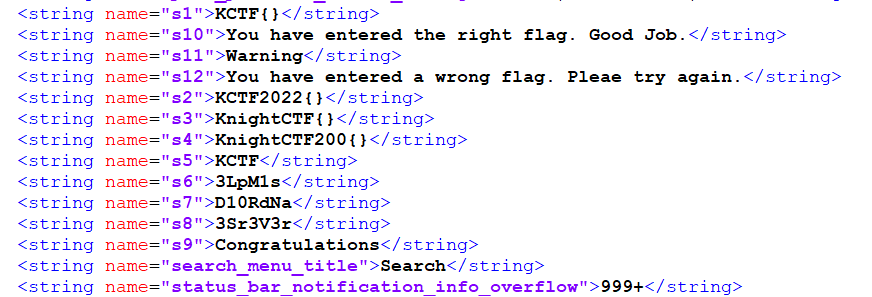 <string name="s1">KCTF{}</string>
<string name="s10">You have entered the right flag. Good Job.</string>
<string name="s11">Warning</string>
<string name="s12">You have entered a wrong flag. Pleae try again.</string>
<string name="s2">KCTF2022{}</string>
<string name="s3">KnightCTF{}</string>
<string name="s4">KnightCTF200{}</string>
<string name="s5">KCTF</string>
<string name="s6">3LpM1s</string>
<string name="s7">D10RdNa</string>
<string name="s8">3Sr3V3r</string>
<string name="s9">Congratulations</string>
<string name="search_menu_title">Search</string>
<string name="status_bar_notification_info_overflow">999+</string>